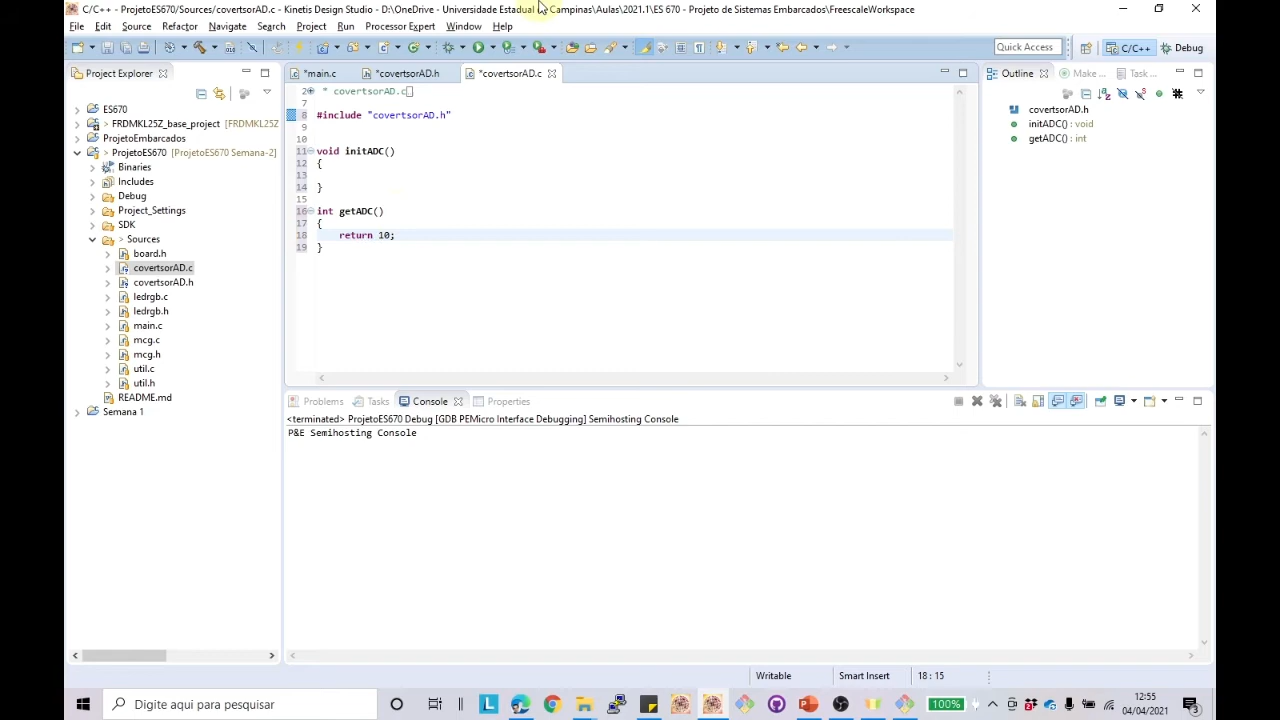 C/C++ - ProjetoES670/Sources/covertsorAD.c - Kinetis Design Studio - D:\OneDrive - Universidade Estadual de Campinas\Aulas\2021.1\ES 670 - Projeto de Sistemas Embarcados\FreescaleWorkspace
File Edit Source Refactor Navigate Search Project Run Processor Expert Window Help
Quick Access
C/C++
Debug
Project Explorer
ES670
> FRDMKL25Z_base_project [FRDMKL25Z
ProjetoEmbarcados
> ProjetoES670 [ProjetoES670 Semana-2]
Binaries
Includes
Debug
Project_Settings
SDK
> Sources
board.h
covertsorAD.c
covertsorAD.h
ledrgb.c
ledrgb.h
main.c
mcg.c
mcg.h
util.c
util.h
README.md
Semana 1
*main.c
*covertsorAD.h
*covertsorAD.c
2 * covertsorAD.c
7
8 #include "covertsorAD.h"
9
10
11 void initADC()
12 {
13
14 }
15
16 int getADC()
17 {
18 return 10;
19 }
Outline
Make ...
Task ...
covertsorAD.h
initADC() : void
getADC() : int
Problems
Tasks
Console
Properties
<terminated> ProjetoES670 Debug [GDB PEMicro Interface Debugging] Semihosting Console
P&E Semihosting Console
Writable
Smart Insert
18 : 15
Digite aqui para pesquisar
L
100%
12:55
04/04/2021
3